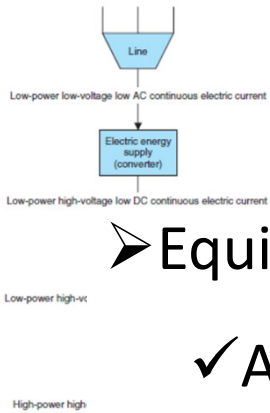 Line
Low-power low-voltage low AC continuous electric current
Electric energy
supply
(converter)
Low-power high-voltage low DC continuous electric current
➢Equi
Low-power high-vo
✓A
High-power high